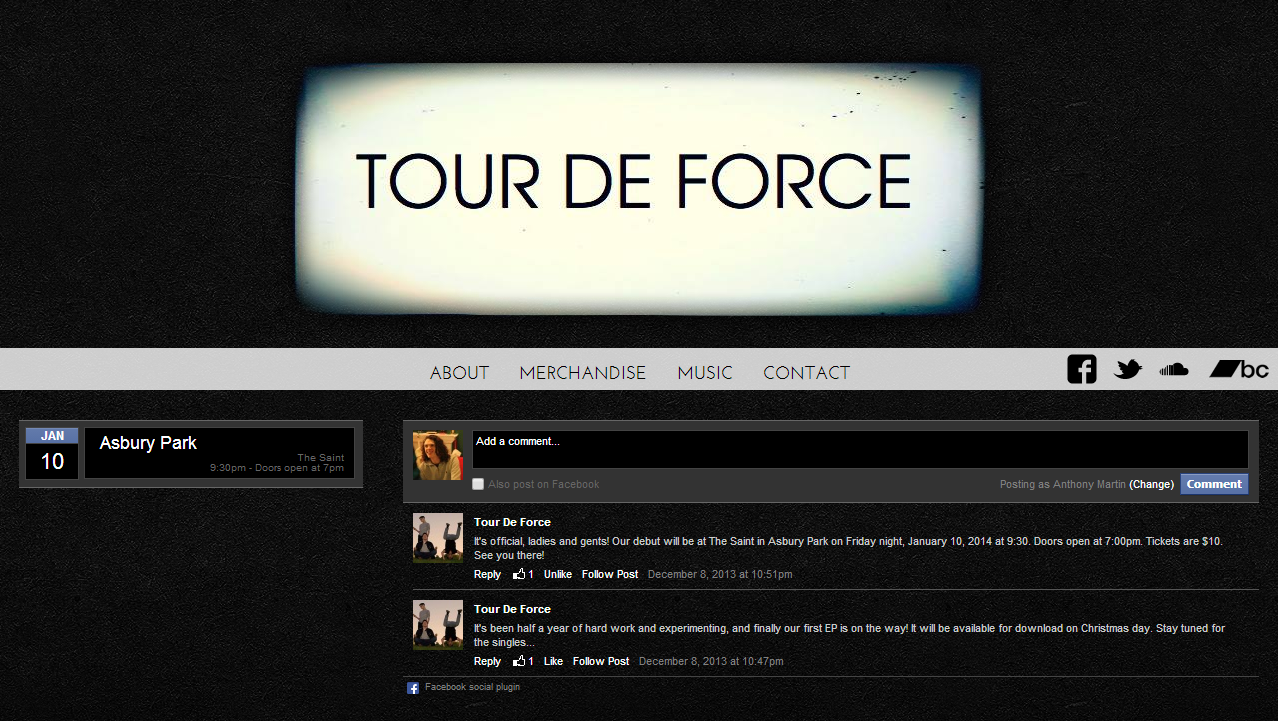 TOUR DE FORCE
ABOUT MERCHANDISE MUSIC CONTACT
bc
JAN
10
Asbury Park
The Saint
9:30pm - Doors open at 7pm
Add a comment...
Also post on Facebook
Posting as Anthony Martin (Change) Comment
Tour De Force
It's official, ladies and gents! Our debut will be at The Saint in Asbury Park on Friday night, January 10, 2014 at 9:30. Doors open at 7:00pm. Tickets are $10.
See you there!
Reply 1 Unlike Follow Post December 8, 2013 at 10:51pm
Tour De Force
It's been half a year of hard work and experimenting, and finally our first EP is on the way! It will be available for download on Christmas day. Stay tuned for
the singles...
Reply 1 Like Follow Post December 8, 2013 at 10:47pm
Facebook social plugin